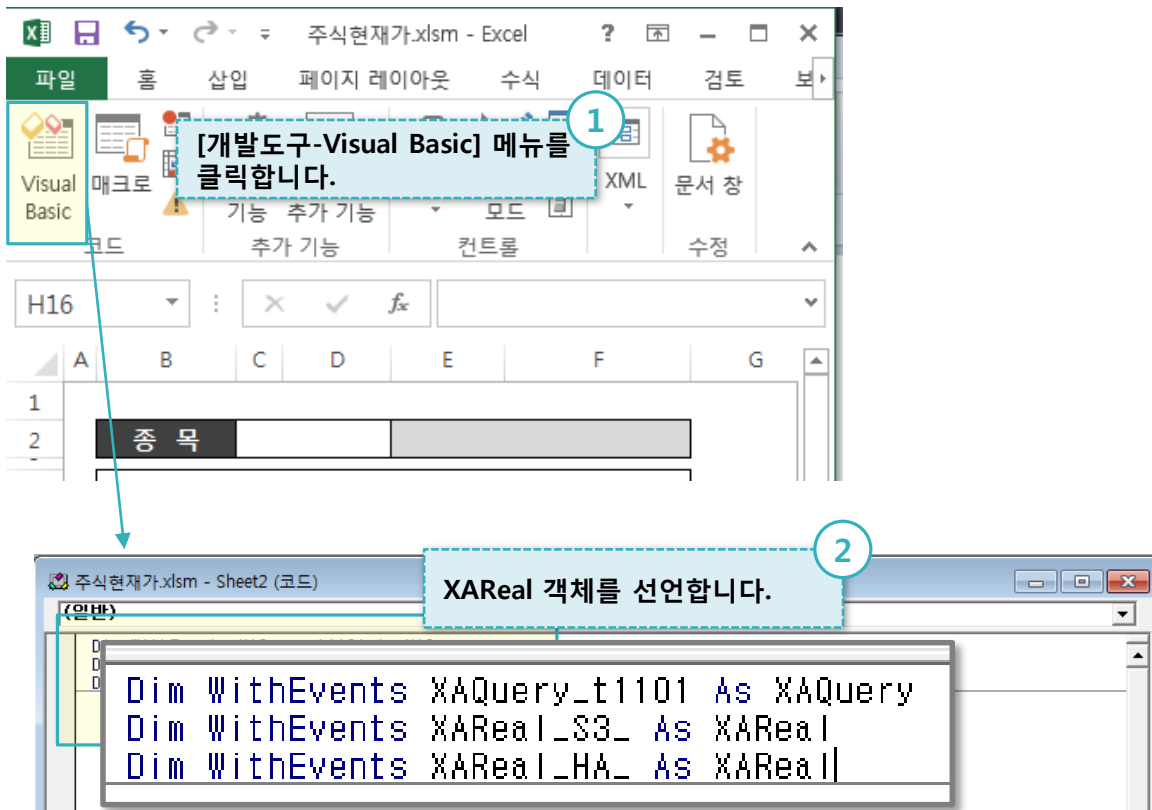 주식현재가.xlsm - Excel
파일 홈 삽입 페이지 레이아웃 수식 데이터 검토 보
1
[개발도구-Visual Basic] 메뉴를
클릭합니다.
Visual
Basic
매크로
기능
추가 기능
모드
XML
문서 창
코드 추가 기능 컨트롤 수정
H16
fx
A B C D E F G
1
2 종 목
2
XAReal 객체를 선언합니다.
주식현재가.xlsm - Sheet2 (코드)
(일반)
Dim WithEvents XAQuery_t1101 As XAQuery
Dim WithEvents XAReal_S3_ As XAReal
Dim WithEvents XAReal_HA_ As XAReal